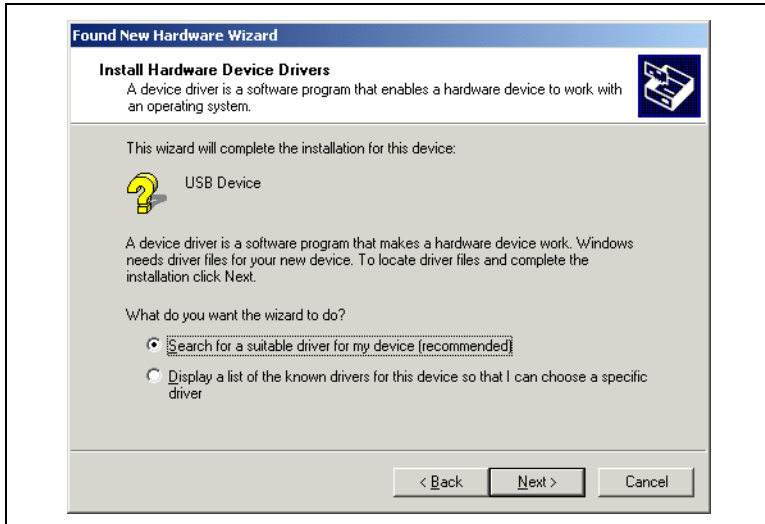 Found New Hardware Wizard
Install Hardware Device Drivers
A device driver is a software program that enables a hardware device to work with
an operating system.
This wizard will complete the installation for this device:
USB Device
A device driver is a software program that makes a hardware device work. Windows
needs driver files for your new device. To locate driver files and complete the
installation click Next.
What do you want the wizard to do?
Search for a suitable driver for my device (recommended)
Display a list of the known drivers for this device so that I can choose a specific
driver
< Back Next > Cancel